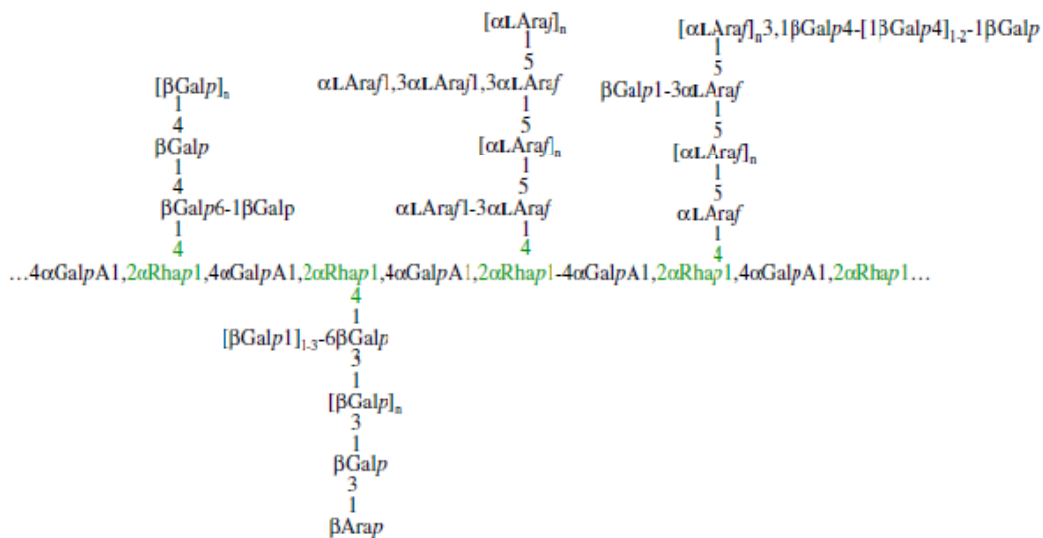 [αLAraf]n
[αLAraf]n3,1βGalp4-[1βGalp4]1-2-1βGalp
1
1
5
5
[βGalp]n
αLAraf1,3αLAraf1,3αLAraf
βGalp1-3αLAraf
1
1
1
4
5
5
βGalp
[αLAraf]n
[αLAraf]n
1
1
1
4
5
5
βGalp6-1βGalp
αLAraf1-3αLAraf
αLAraf
1
1
1
4
4
4
...4αGalpA1,2αRhap1,4αGalpA1,2αRhap1,4αGalpA1,2αRhap1-4αGalpA1,2αRhap1,4αGalpA1,2αRhap1...
4
1
[βGalp1]1-3-6βGalp
3
1
[βGalp]n
3
1
βGalp
3
1
βArap